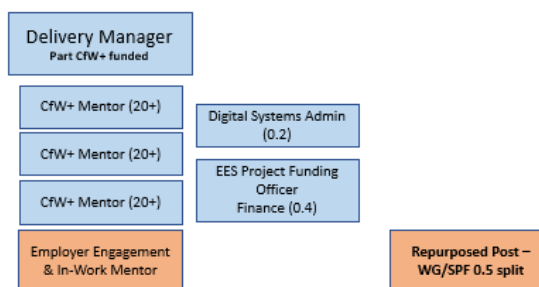 Delivery Manager
Part CfW+ funded
CfW+ Mentor (20+)
CfW+ Mentor (20+)
CfW+ Mentor (20+)
Digital Systems Admin
(0.2)
EES Project Funding
Officer
Finance (0.4)
Employer Engagement
& In-Work Mentor
Repurposed Post –
WG/SPF 0.5 split